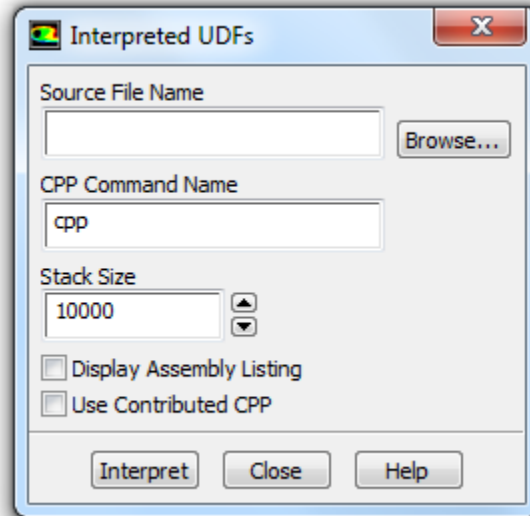 Interpreted UDFs
Source File Name
Browse...
CPP Command Name
cpp
Stack Size
10000
Display Assembly Listing
Use Contributed CPP
Interpret Close Help